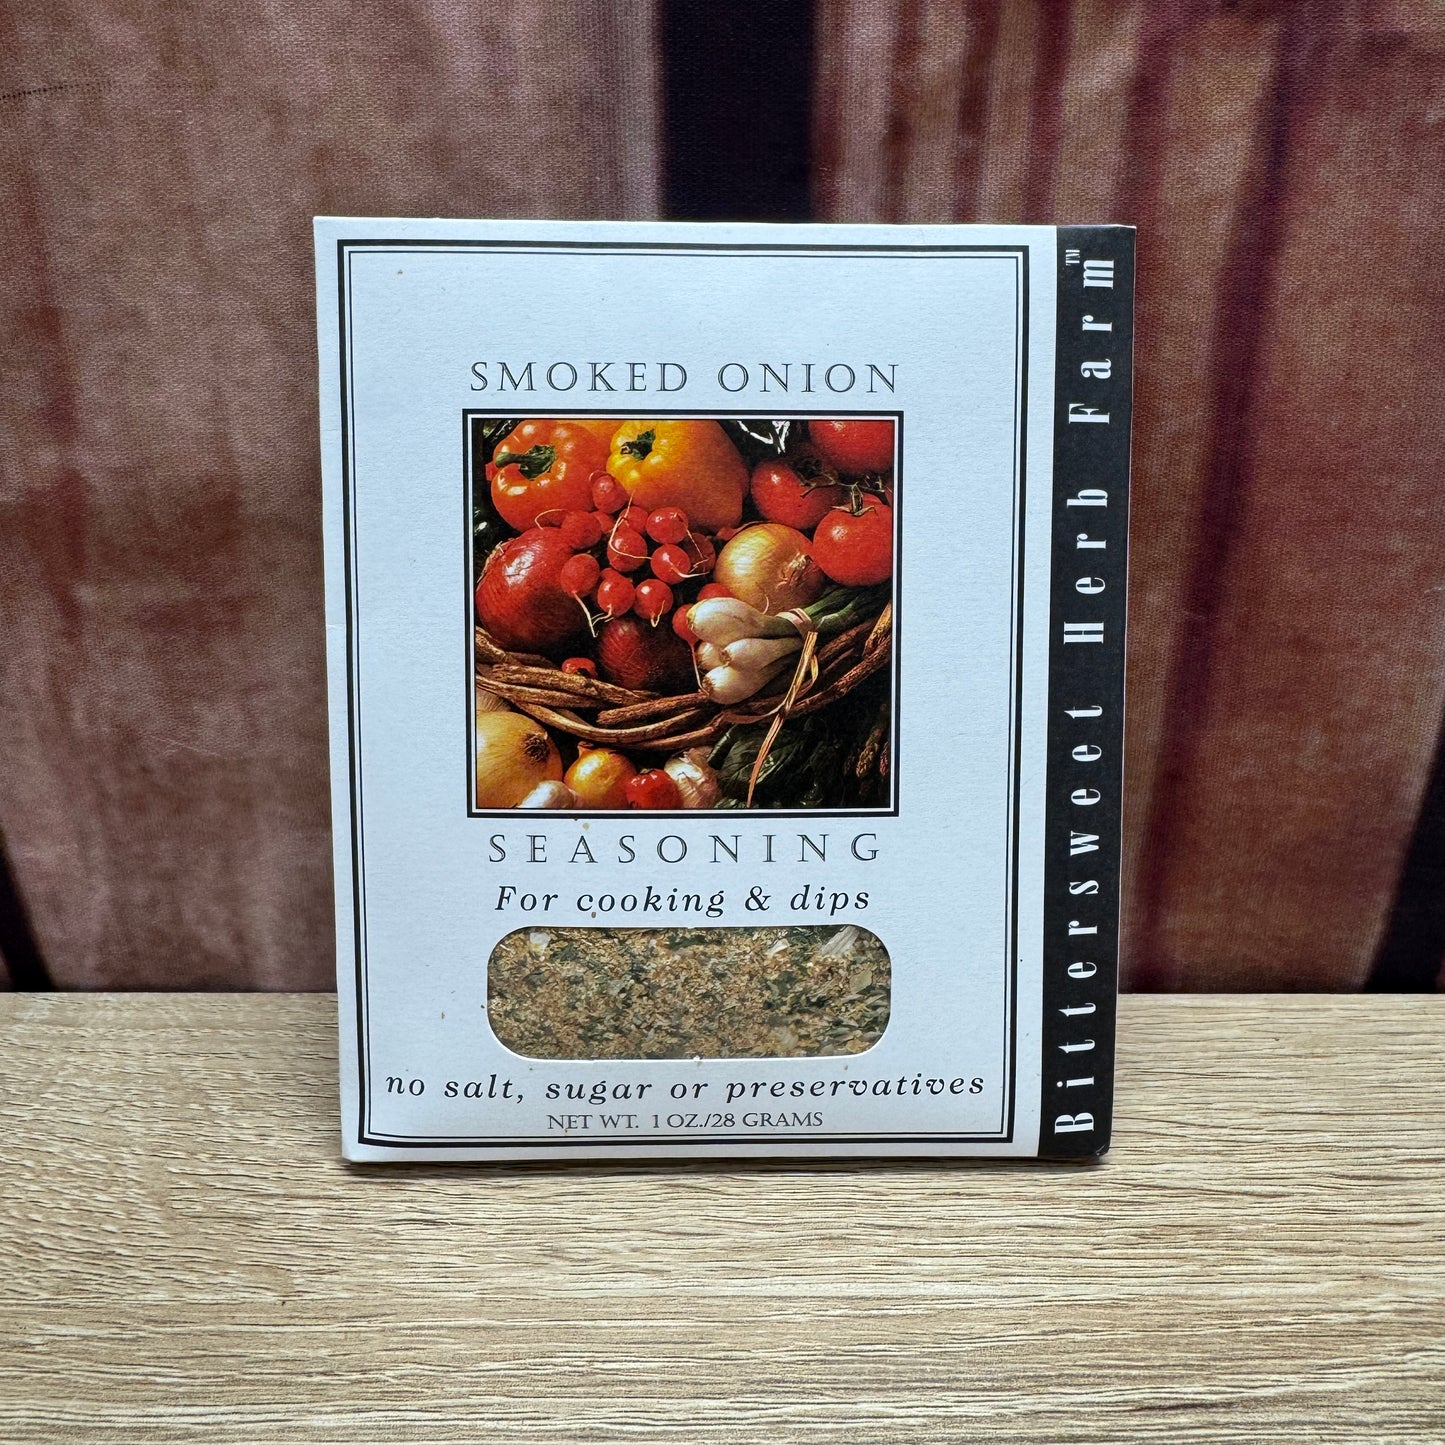 SMOKED ONION
SEASONING
For cooking & dips
no salt, sugar or preservatives
NET WT. 1 OZ./28 GRAMS
Bittersweet Herb Farm™